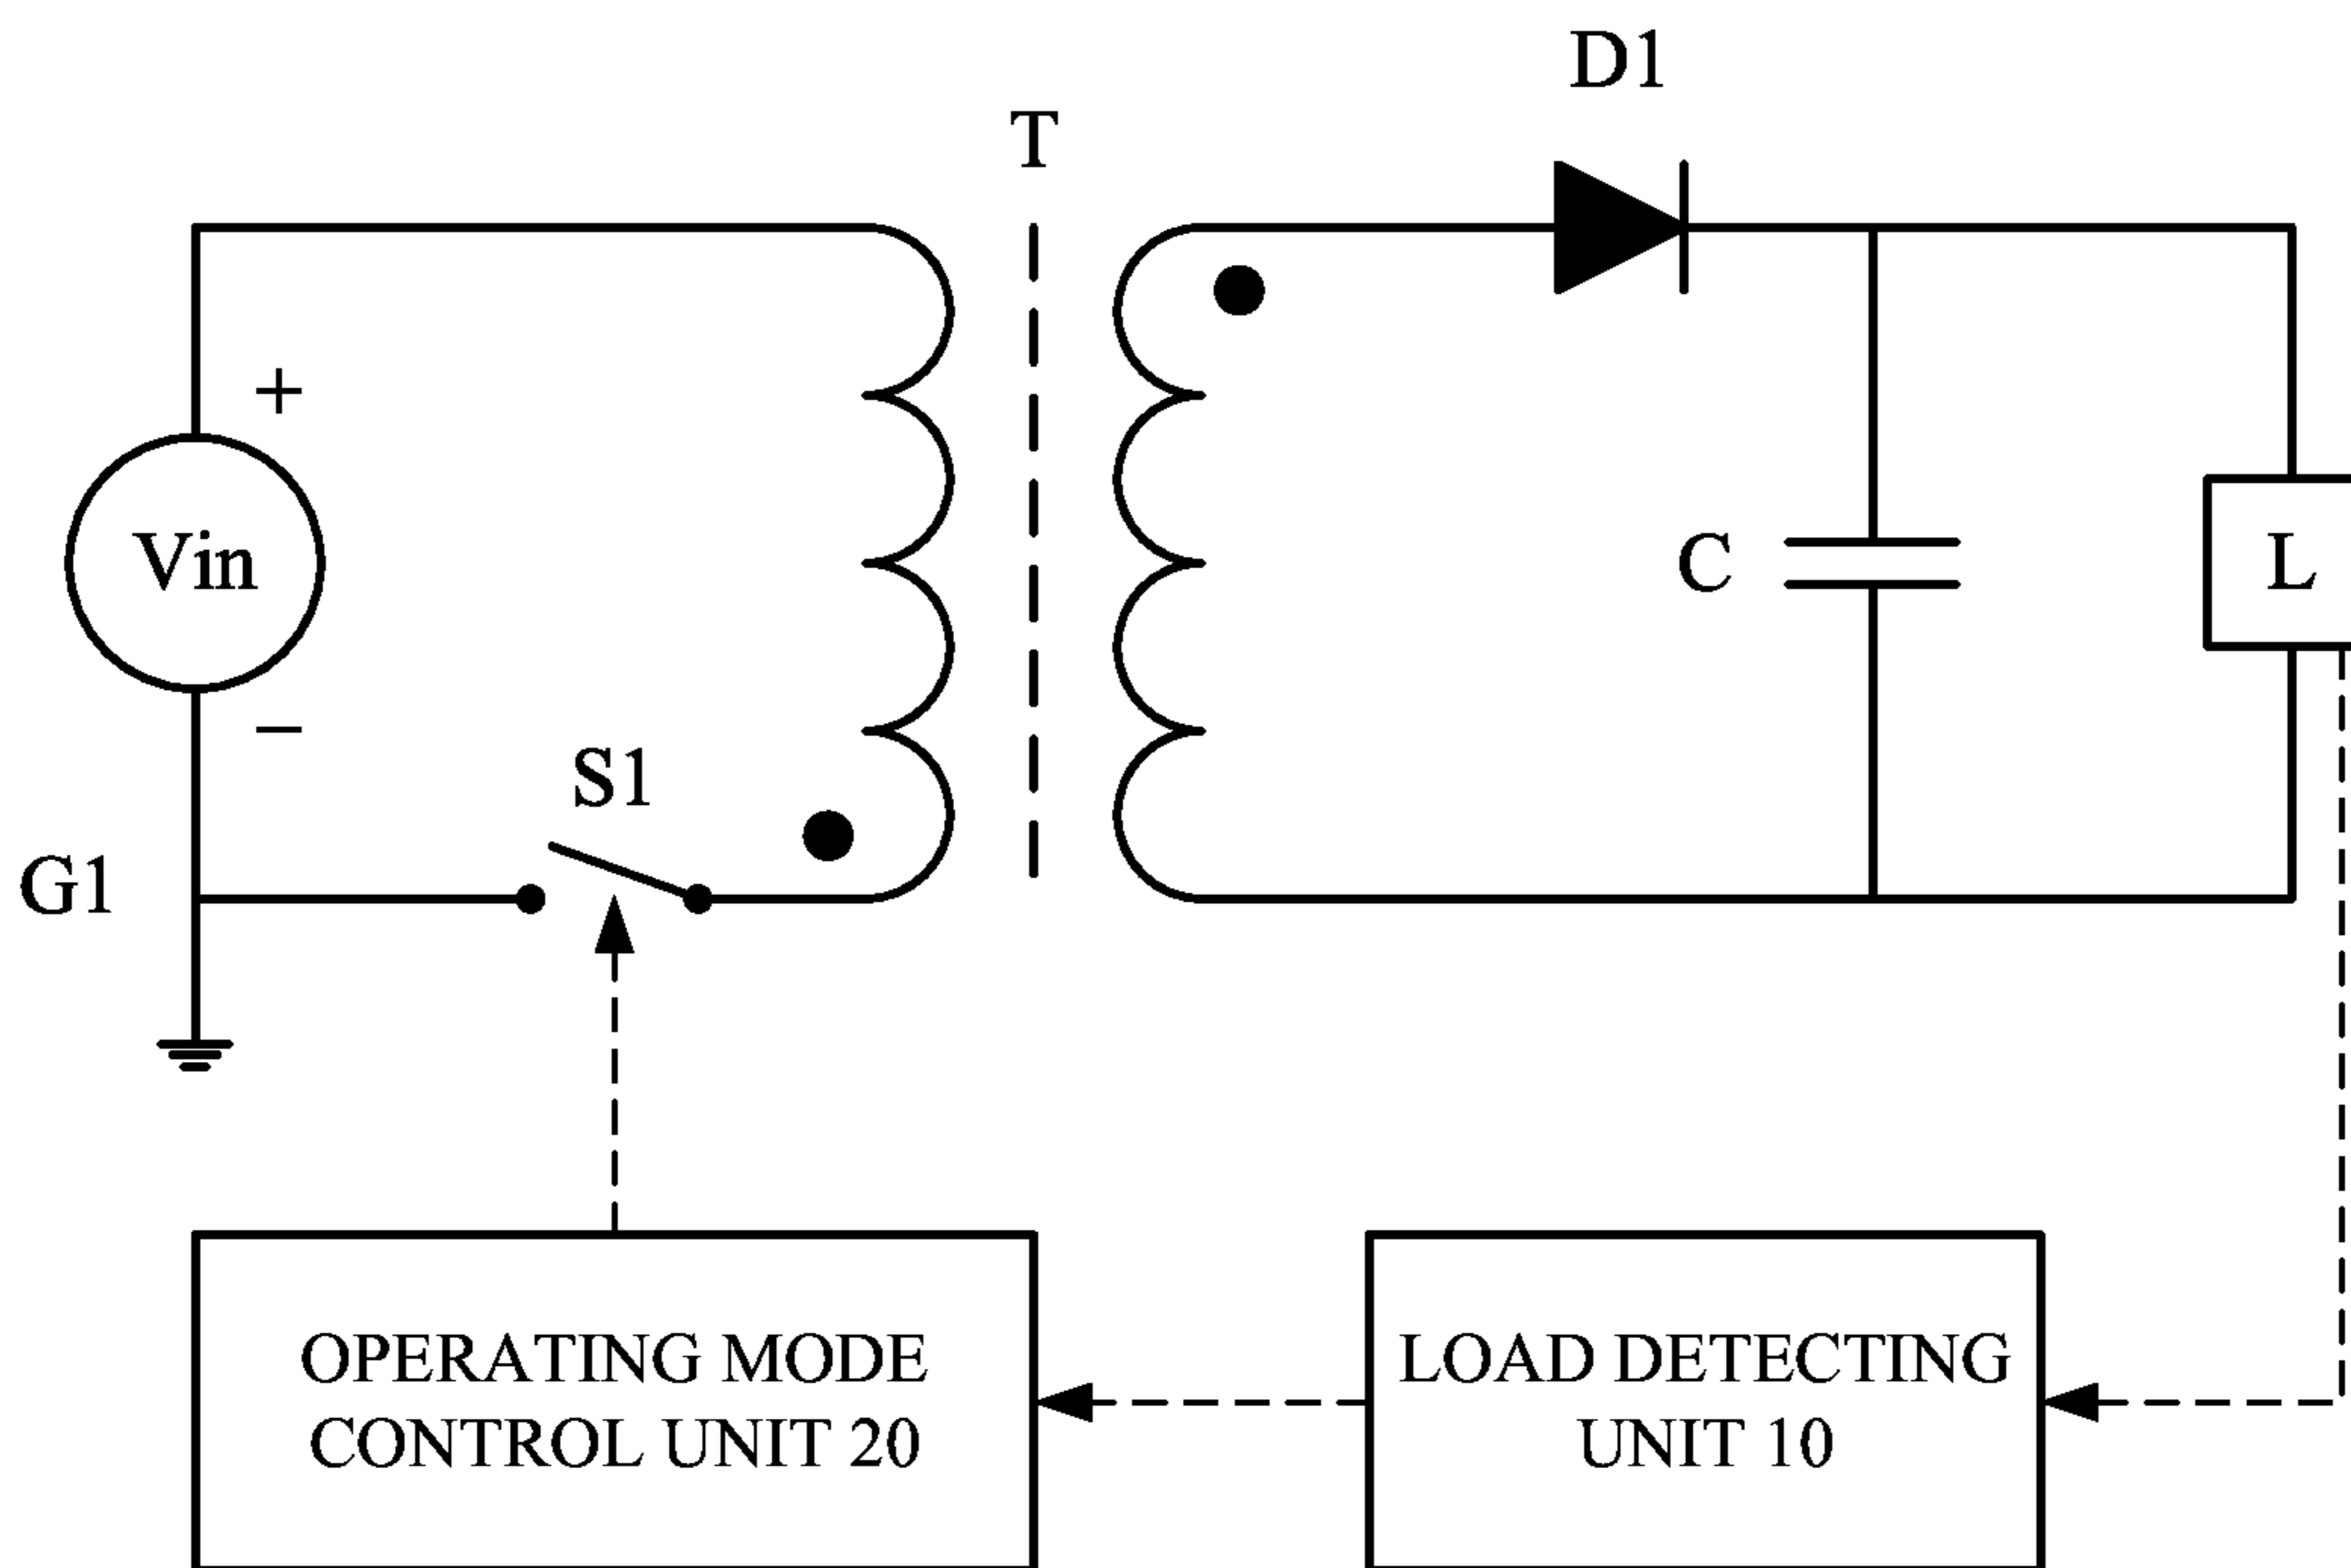 D1
T
+
Vin
C
L
−
S1
G1
OPERATING MODE
CONTROL UNIT 20
LOAD DETECTING
UNIT 10